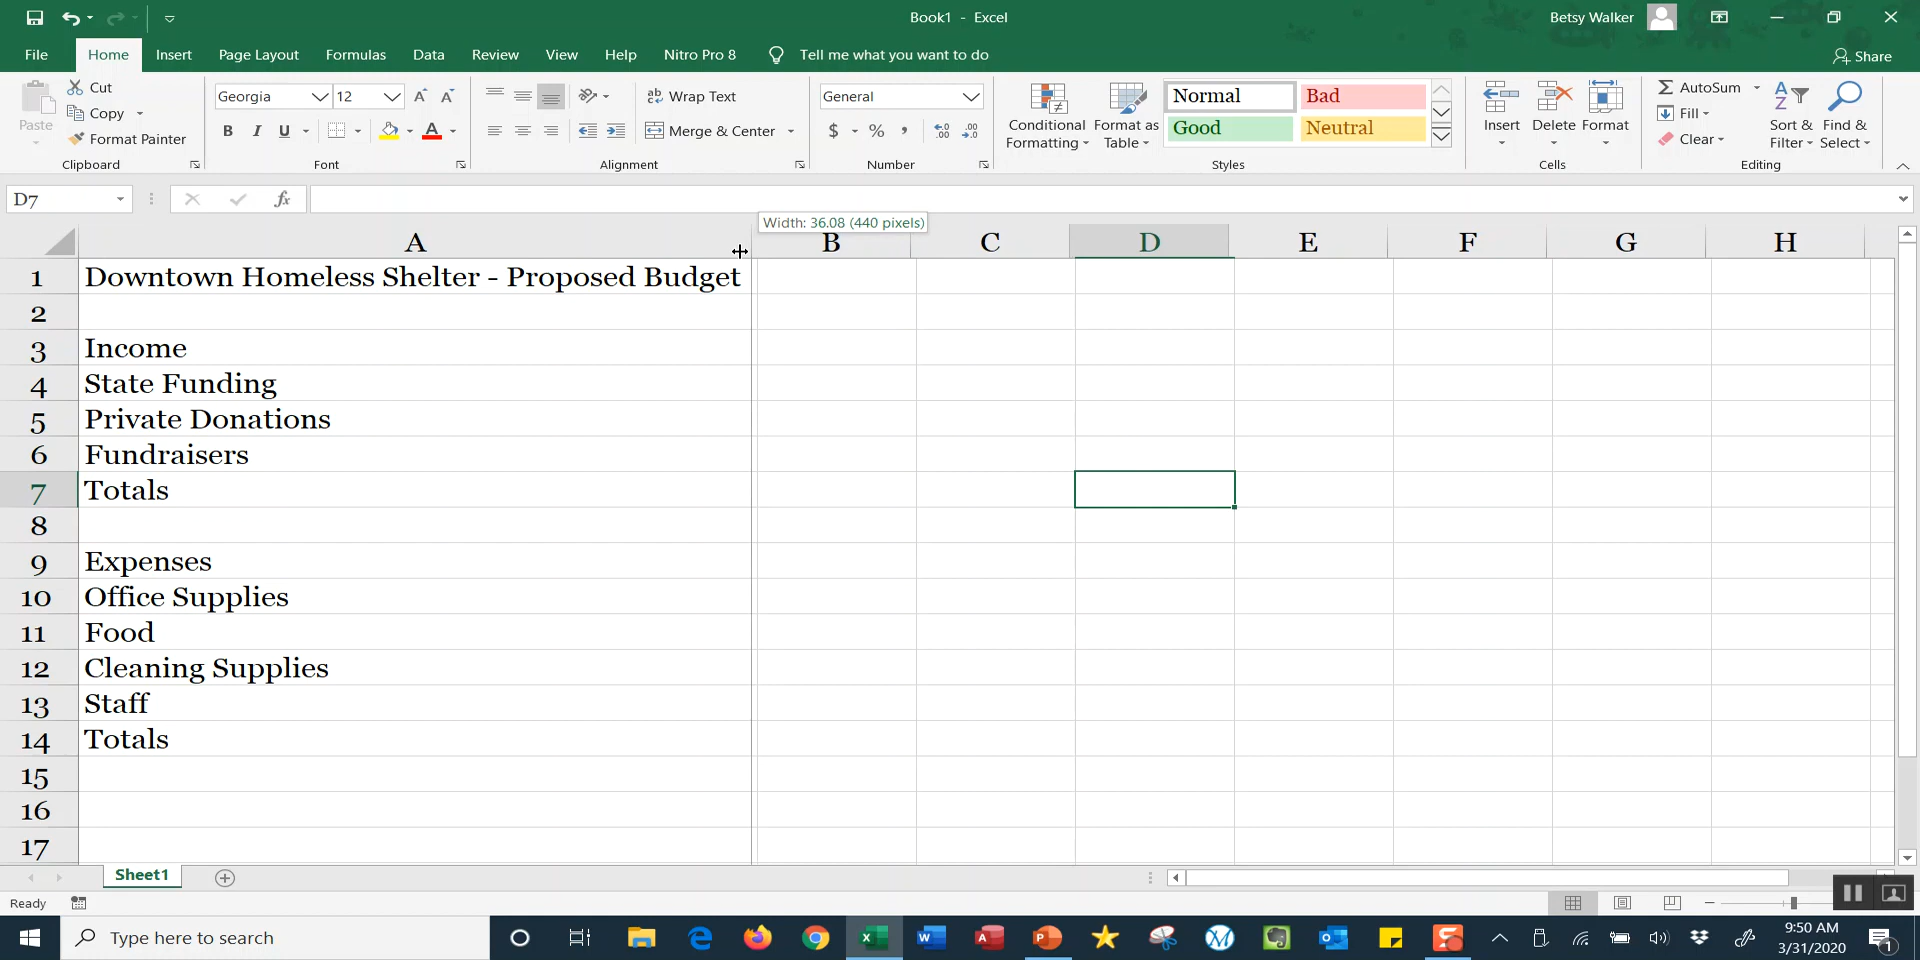 Book1 - Excel
Betsy Walker
File Home Insert Page Layout Formulas Data Review View Help Nitro Pro 8 Tell me what you want to do
Share
Paste
Cut
Copy
Format Painter
Clipboard
Georgia 12
B I U
A A
Font
ab Wrap Text
Merge & Center
Alignment
General
$ % ,
Number
Conditional Formatting
Format as Table
Normal Bad
Good Neutral
Styles
Insert Delete Format
Cells
AutoSum
Fill
Clear
Sort & Filter
Find & Select
Editing
D7
fx
Width: 36.08 (440 pixels)
A B C D E F G H
1 Downtown Homeless Shelter - Proposed Budget
2
3 Income
4 State Funding
5 Private Donations
6 Fundraisers
7 Totals
8
9 Expenses
10 Office Supplies
11 Food
12 Cleaning Supplies
13 Staff
14 Totals
15
16
17
Sheet1
Ready
Type here to search
9:50 AM
3/31/2020
1